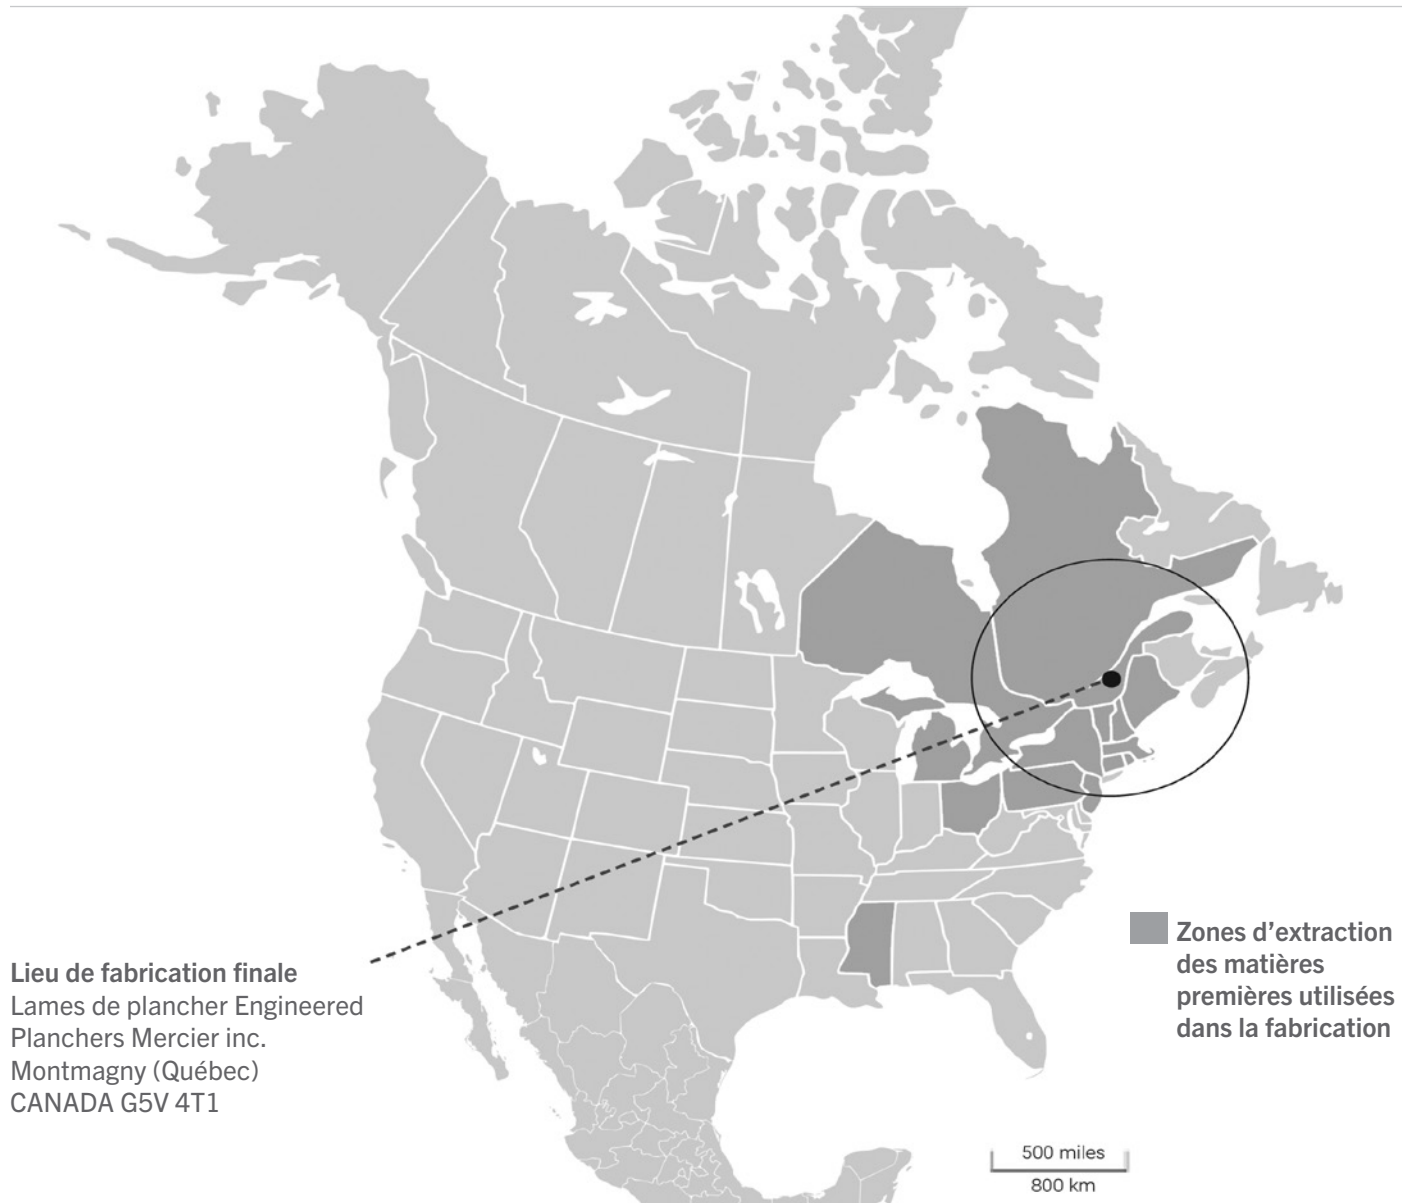 Lieu de fabrication finale
Lames de plancher Engineered
Planchers Mercier inc.
Montmagny (Québec)
CANADA G5V 4T1
Zones d’extraction
des matières
premières utilisées
dans la fabrication
500 miles
800 km